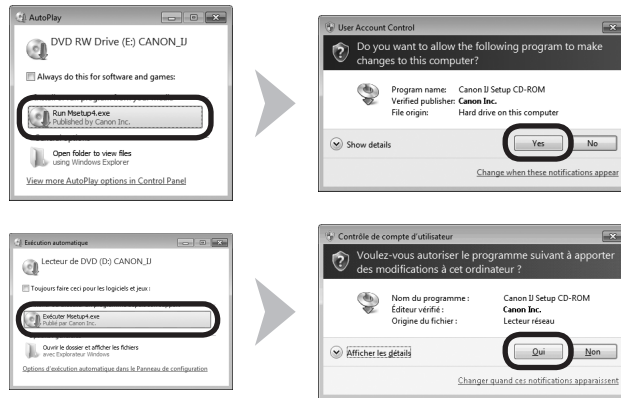 AutoPlay
DVD RW Drive (E:) CANON_IJ
Always do this for software and games:
Run Msetup4.exe
Published by Canon Inc.
Open folder to view files
using Windows Explorer
View more AutoPlay options in Control Panel
User Account Control
Do you want to allow the following program to make
changes to this computer?
Program name: Canon IJ Setup CD-ROM
Verified publisher: Canon Inc.
File origin: Hard drive on this computer
Show details
Yes
No
Change when these notifications appear
Exécution automatique
Lecteur de DVD (D:) CANON_IJ
Toujours faire ceci pour les logiciels et jeux :
Exécuter Msetup4.exe
Publié par Canon Inc.
Ouvrir le dossier et afficher les fichiers
avec Explorateur Windows
Options d'exécution automatique dans le Panneau de configuration
Contrôle de compte d'utilisateur
Voulez-vous autoriser le programme suivant à apporter
des modifications à cet ordinateur ?
Nom du programme : Canon IJ Setup CD-ROM
Éditeur vérifié : Canon Inc.
Origine du fichier : Lecteur réseau
Afficher les détails
Oui
Non
Changer quand ces notifications apparaissent